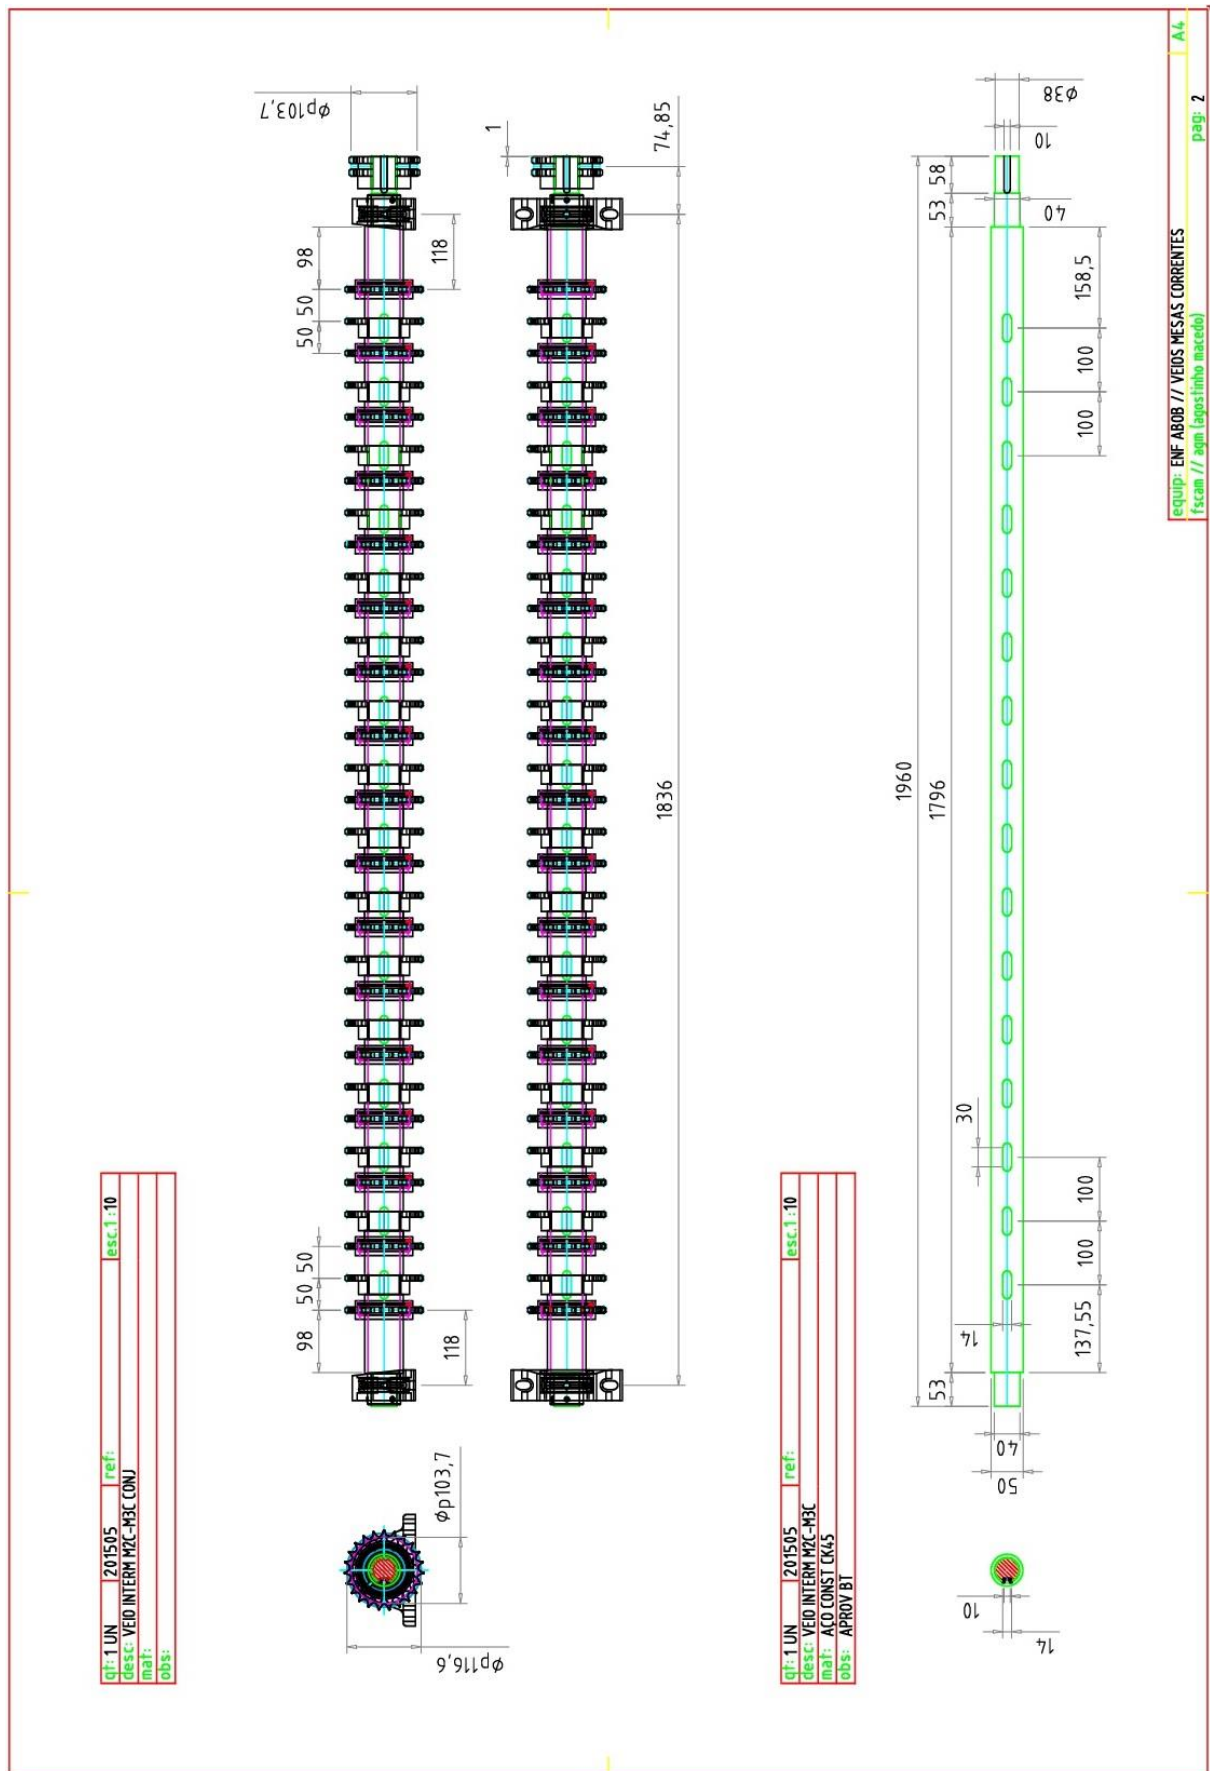 A4
equip: ENF ABOB // VEIOS MESAS CORRENTES
fscam // agm (agostinho macedo) pag: 2
qt: 1 UN 201505 ref: esc.1 :10
desc: VEIO INTERM M2C-M3C CONJ
mat:
obs:
Φp103,7
1
74,85
98
50 50
118
1836
50 50
98
118
Φp103,7
Φp116,6
qt: 1 UN 201505 ref: esc.1 :10
desc: VEIO INTERM M2C-M3C
mat: AÇO CONST CK45
obs: APROV BT
Φ38
10
58
53
40
158,5
100
100
1960
1796
30
100
100
14
137,55
53
40
50
10
14